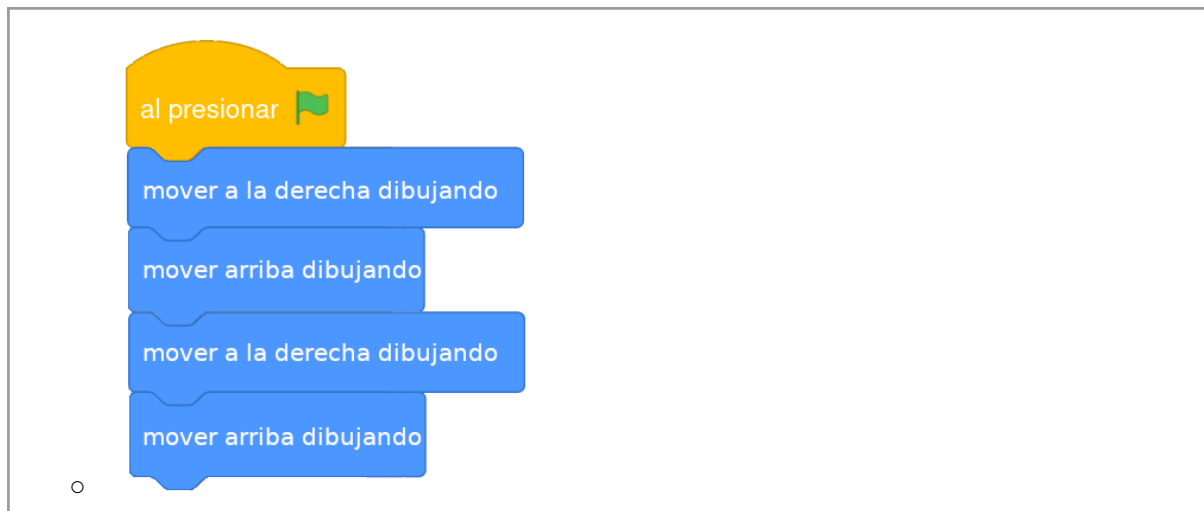 al presionar
mover a la derecha dibujando
mover arriba dibujando
mover a la derecha dibujando
mover arriba dibujando